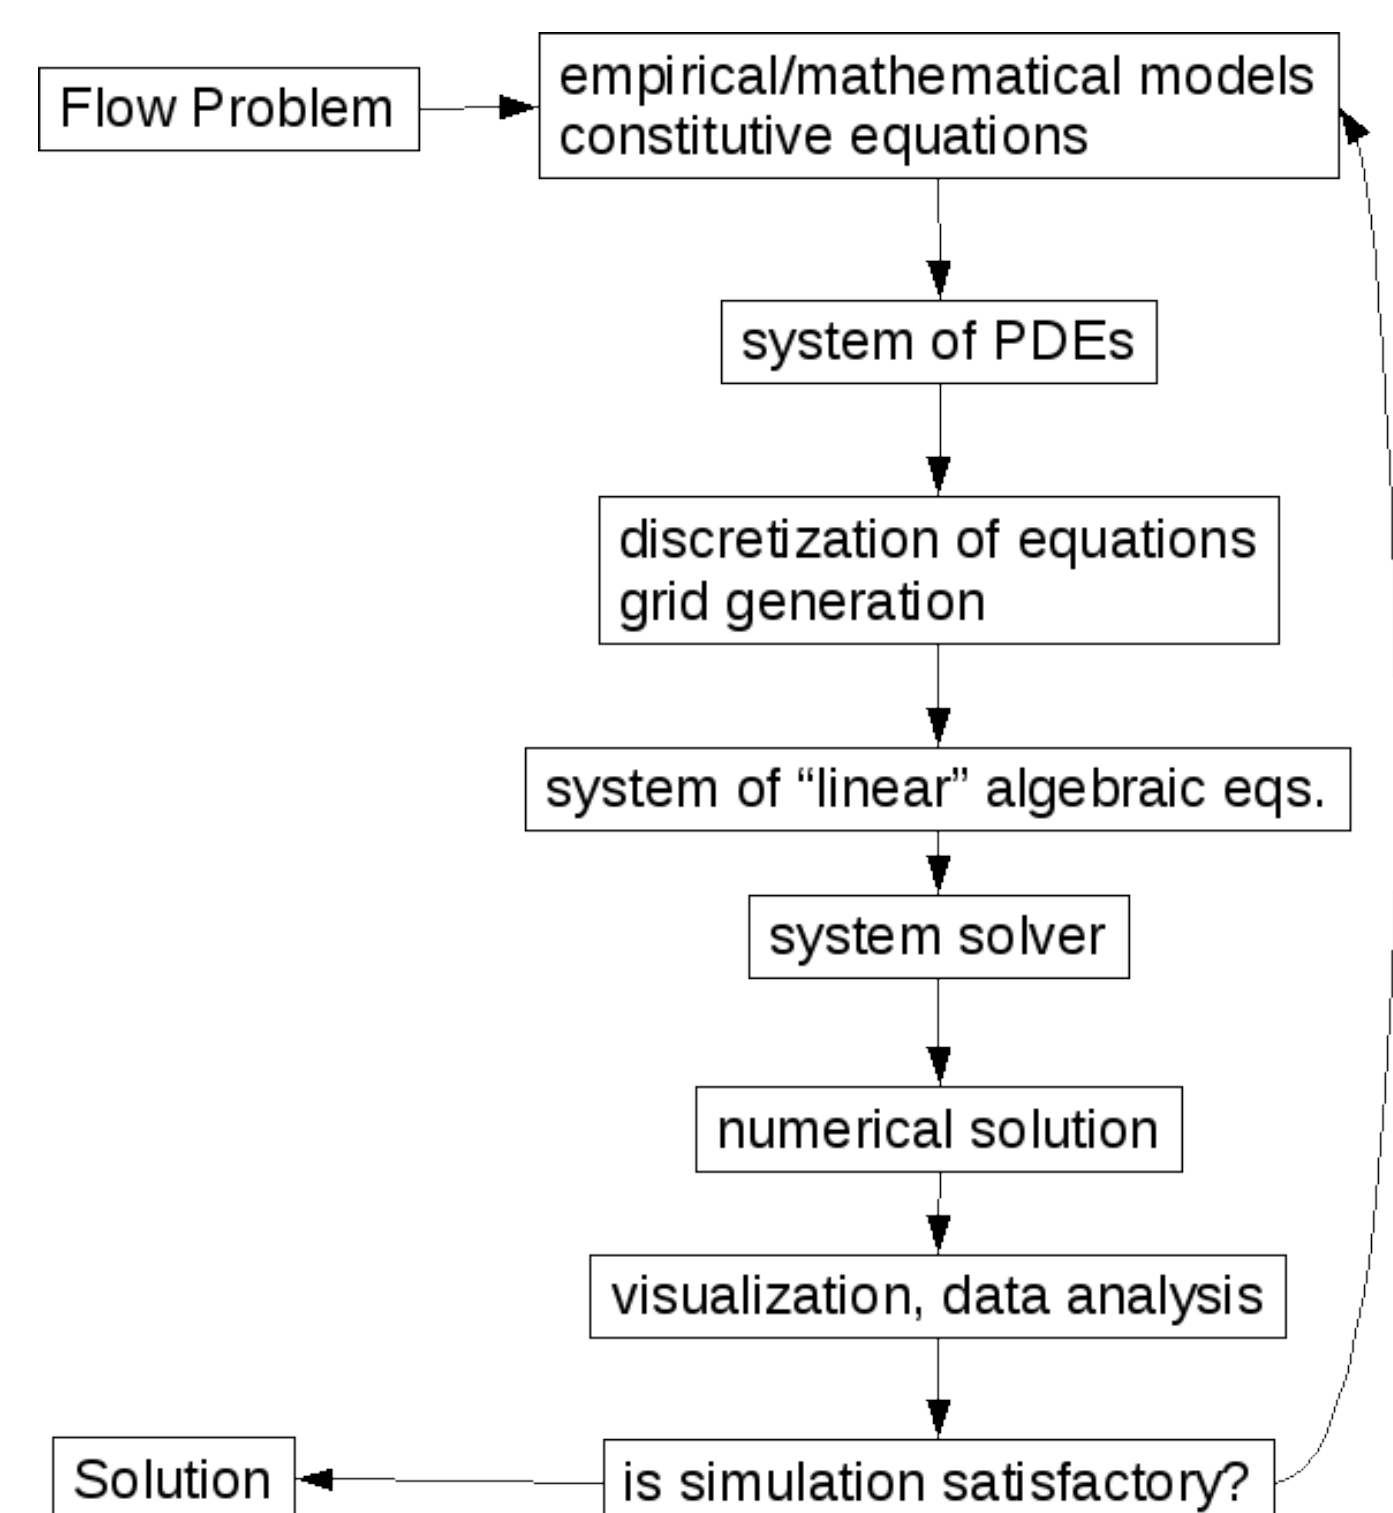 Flow Problem
empirical/mathematical models
constitutive equations
system of PDEs
discretization of equations
grid generation
system of “linear” algebraic eqs.
system solver
numerical solution
visualization, data analysis
Solution
is simulation satisfactory?